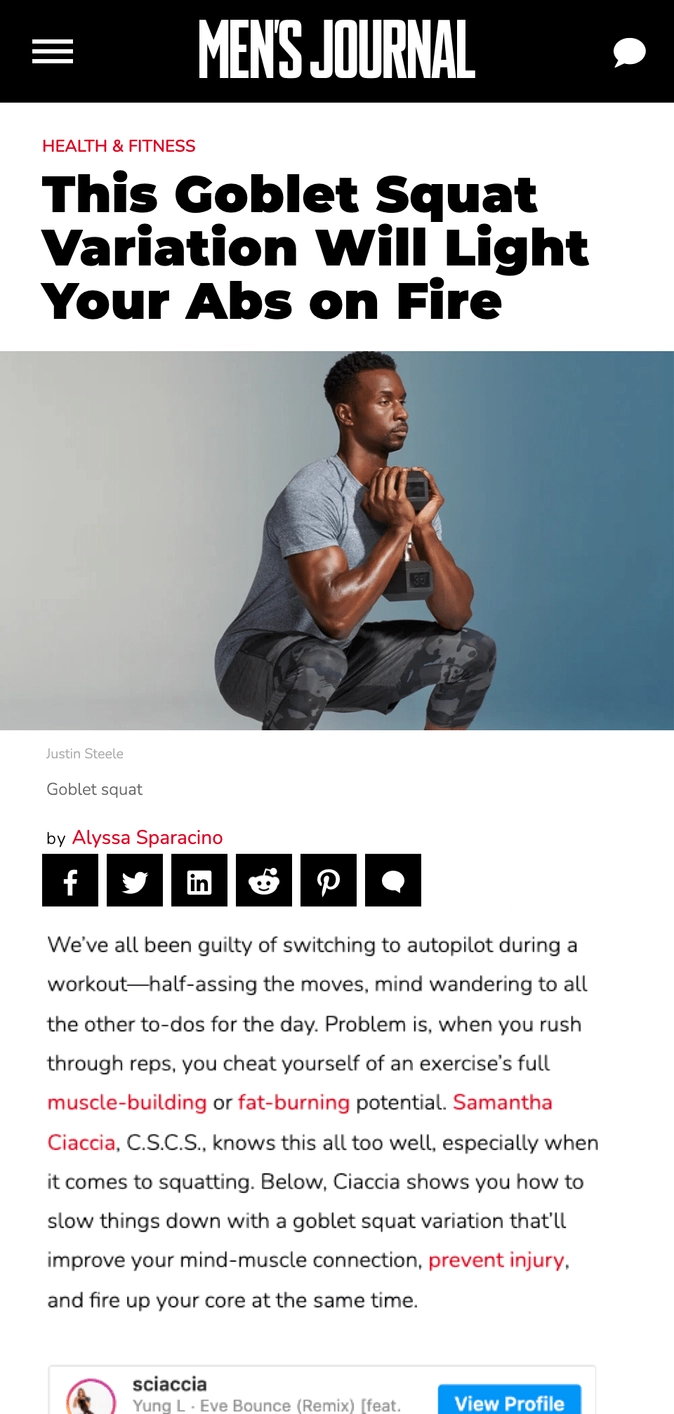 MEN'S JOURNAL
HEALTH & FITNESS
This Goblet Squat
Variation Will Light
Your Abs on Fire
Justin Steele
Goblet squat
by Alyssa Sparacino
We’ve all been guilty of switching to autopilot during a
workout—half-assing the moves, mind wandering to all
the other to-dos for the day. Problem is, when you rush
through reps, you cheat yourself of an exercise’s full
muscle-building or fat-burning potential. Samantha
Ciaccia, C.S.C.S., knows this all too well, especially when
it comes to squatting. Below, Ciaccia shows you how to
slow things down with a goblet squat variation that’ll
improve your mind-muscle connection, prevent injury,
and fire up your core at the same time.
sciaccia
Yung L · Eve Bounce (Remix) [feat.
View Profile